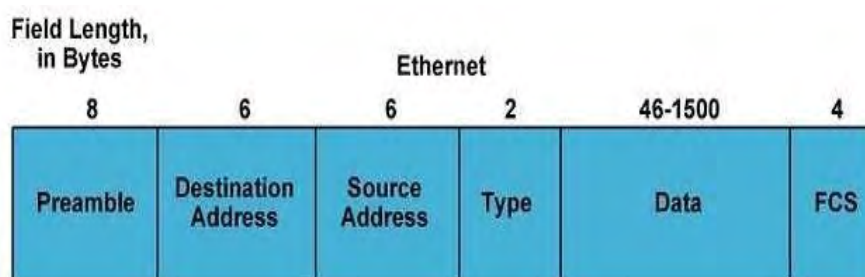 Field Length,
in Bytes
Ethernet
8 6 6 2 46-1500 4
Preamble
Destination
Address
Source
Address
Type
Data
FCS